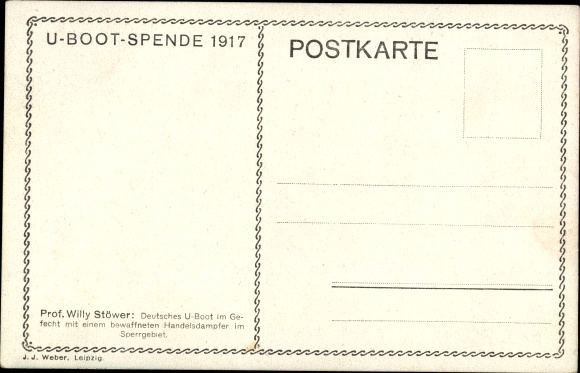 U-BOOT-SPENDE 1917
POSTKARTE
Prof. Willy Stöwer: Deutsches U-Boot im Ge-
fecht mit einem bewaffneten Handelsdampfer im
Sperrgebiet.
J. J. Weber, Leipzig.